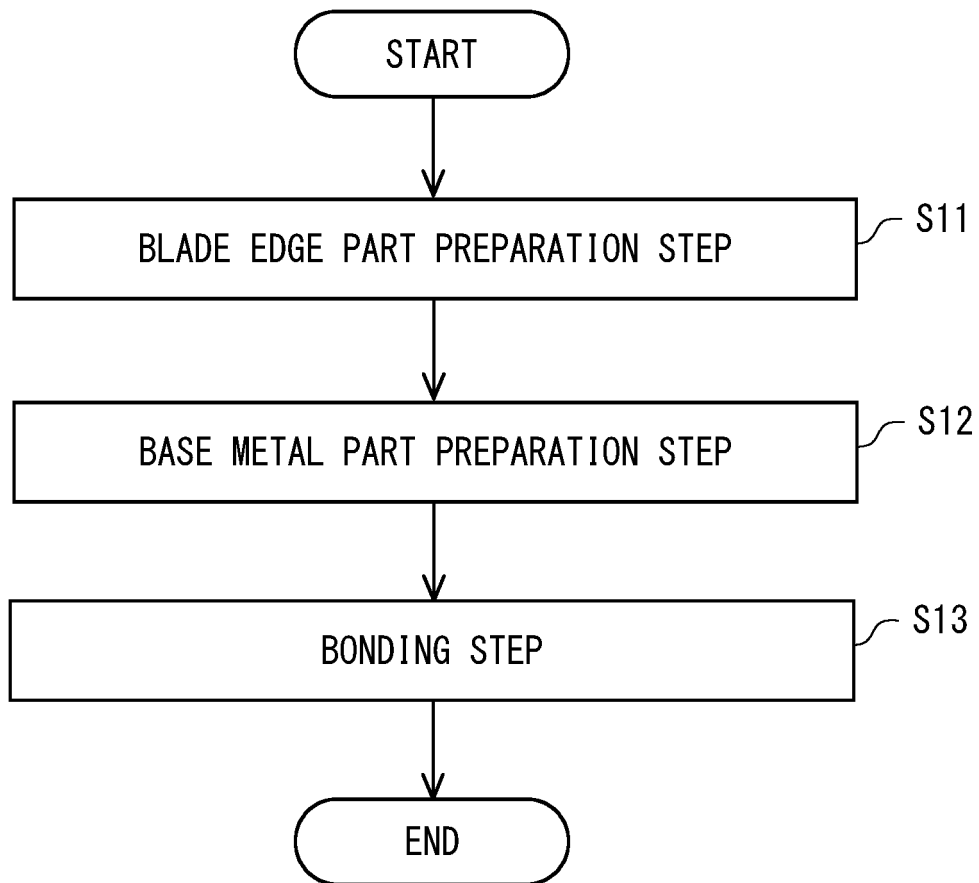 START
BLADE EDGE PART PREPARATION STEP
S11
BASE METAL PART PREPARATION STEP
S12
BONDING STEP
S13
END